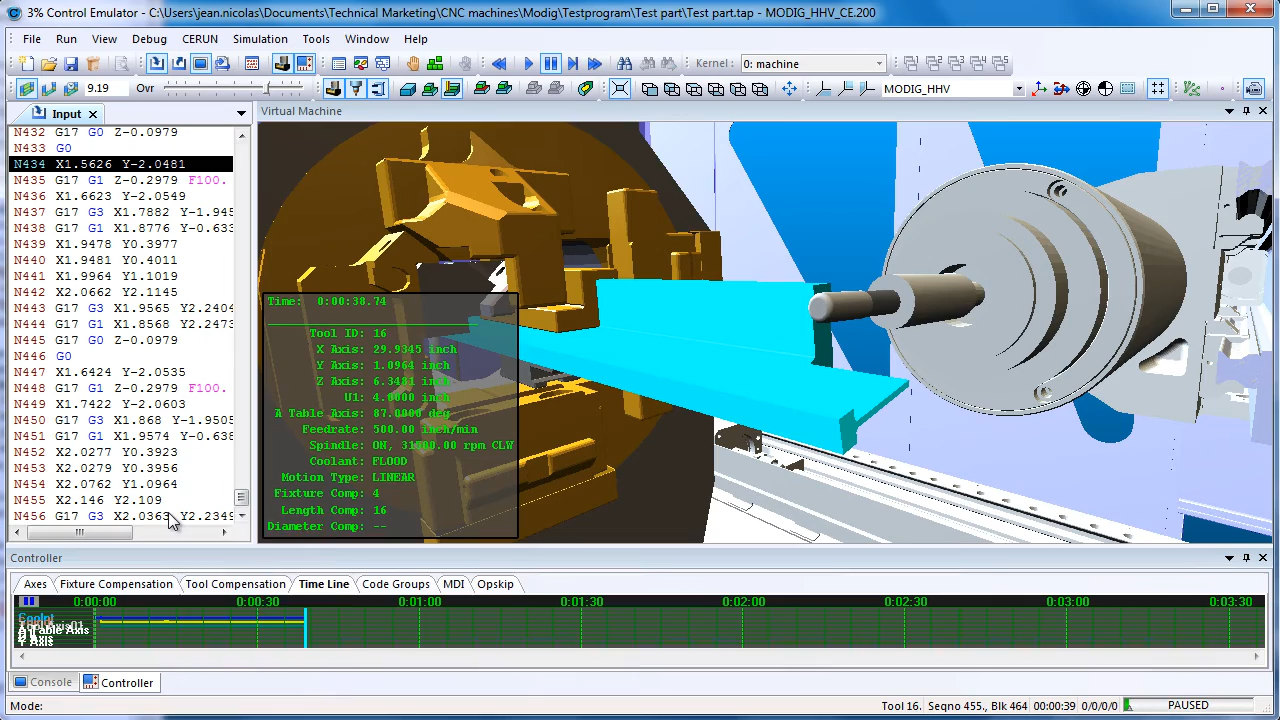 3% Control Emulator - C:\Users\jean.nicolas\Documents\Technical Marketing\CNC machines\Modig\Testprogram\Test part\Test part.tap - MODIG_HHV_CE.200
File Run View Debug CERUN Simulation Tools Window Help
Kernel : 0: machine
9.19 Ovr MODIG_HHV
Input
Virtual Machine
N432 G17 G0 Z-0.0979
N433 G0
N434 X1.5626 Y-2.0481
N435 G17 G1 Z-0.2979 F100.
N436 X1.6623 Y-2.0549
N437 G17 G3 X1.7882 Y-1.945
N438 G17 G1 X1.8776 Y-0.633
N439 X1.9478 Y0.3977
N440 X1.9481 Y0.4011
N441 X1.9964 Y1.1019
N442 X2.0662 Y2.1145
N443 G17 G3 X1.9565 Y2.2404
N444 G17 G1 X1.8568 Y2.2473
N445 G17 G0 Z-0.0979
N446 G0
N447 X1.6424 Y-2.0535
N448 G17 G1 Z-0.2979 F100.
N449 X1.7422 Y-2.0603
N450 G17 G3 X1.868 Y-1.9505
N451 G17 G1 X1.9574 Y-0.638
N452 X2.0277 Y0.3923
N453 X2.0279 Y0.3956
N454 X2.0762 Y1.0964
N455 X2.146 Y2.109
N456 G17 G3 X2.0363 Y2.2349
Time: 0:00:38.74
Tool ID: 16
X Axis: 29.9345 inch
Y Axis: 1.0964 inch
Z Axis: 6.3481 inch
U1: 4.0000 inch
A Table Axis: 87.0000 deg
Feedrate: 500.00 inch/min
Spindle: ON, 31500.00 rpm CLW
Coolant: FLOOD
Motion Type: LINEAR
Fixture Comp: 4
Length Comp: 16
Diameter Comp: --
Controller
Axes Fixture Compensation Tool Compensation Time Line Code Groups MDI Opskip
0:00:00 0:00:30 0:01:00 0:01:30 0:02:00 0:02:30 0:03:00 0:03:30
A Table Axis
Y Axis
Console Controller
Mode: Tool 16. Seqno 455., Blk 464 00:00:39 0/0/0/0 PAUSED